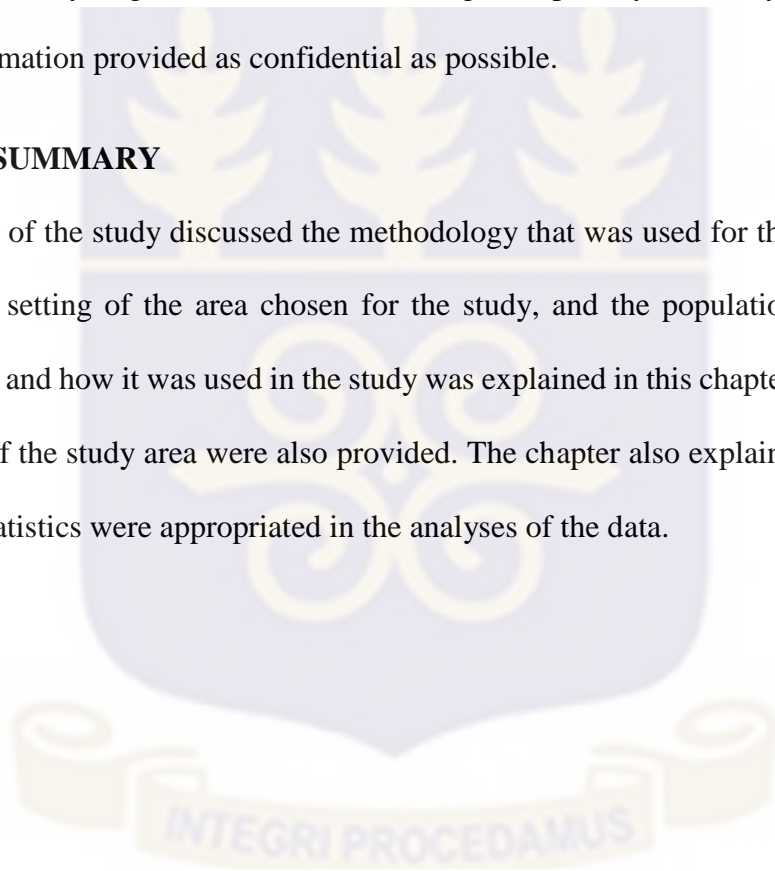 rmation provided as confidential as possible.
SUMMARY
of the study discussed the methodology that was used for th
setting of the area chosen for the study, and the populatio
and how it was used in the study was explained in this chapte
f the study area were also provided. The chapter also explain
atistics were appropriated in the analyses of the data.
INTEGRI PROCEDAMUS